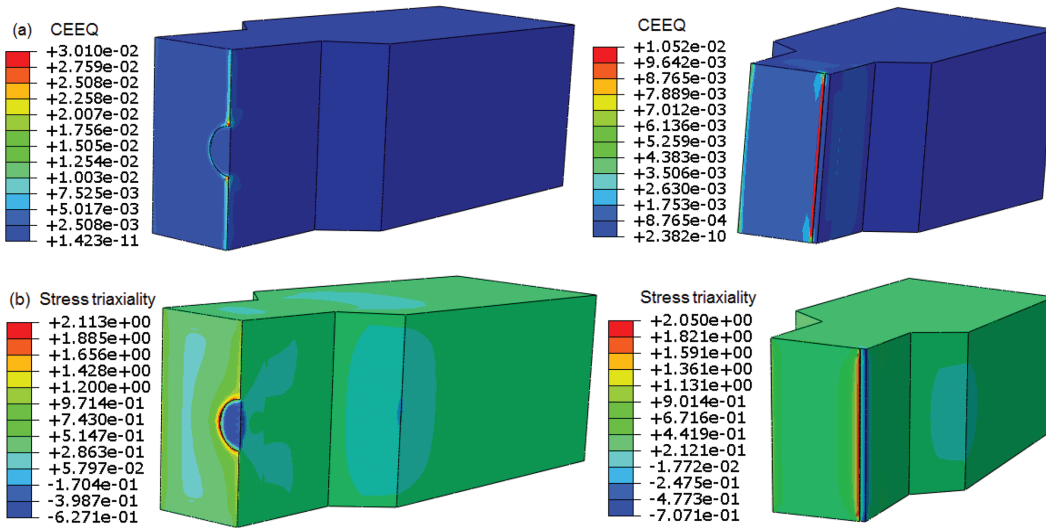 (a) CEEQ
+3.010e-02
+2.759e-02
+2.508e-02
+2.258e-02
+2.007e-02
+1.756e-02
+1.505e-02
+1.254e-02
+1.003e-02
+7.525e-03
+5.017e-03
+2.508e-03
+1.423e-11
CEEQ
+1.052e-02
+9.642e-03
+8.765e-03
+7.889e-03
+7.012e-03
+6.136e-03
+5.259e-03
+4.383e-03
+3.506e-03
+2.630e-03
+1.753e-03
+8.765e-04
+2.382e-10
(b) Stress triaxiality
+2.113e+00
+1.885e+00
+1.656e+00
+1.428e+00
+1.200e+00
+9.714e-01
+7.430e-01
+5.147e-01
+2.863e-01
+5.797e-02
-1.704e-01
-3.987e-01
-6.271e-01
Stress triaxiality
+2.050e+00
+1.821e+00
+1.591e+00
+1.361e+00
+1.131e+00
+9.014e-01
+6.716e-01
+4.419e-01
+2.121e-01
-1.772e-02
-2.475e-01
-4.773e-01
-7.071e-01